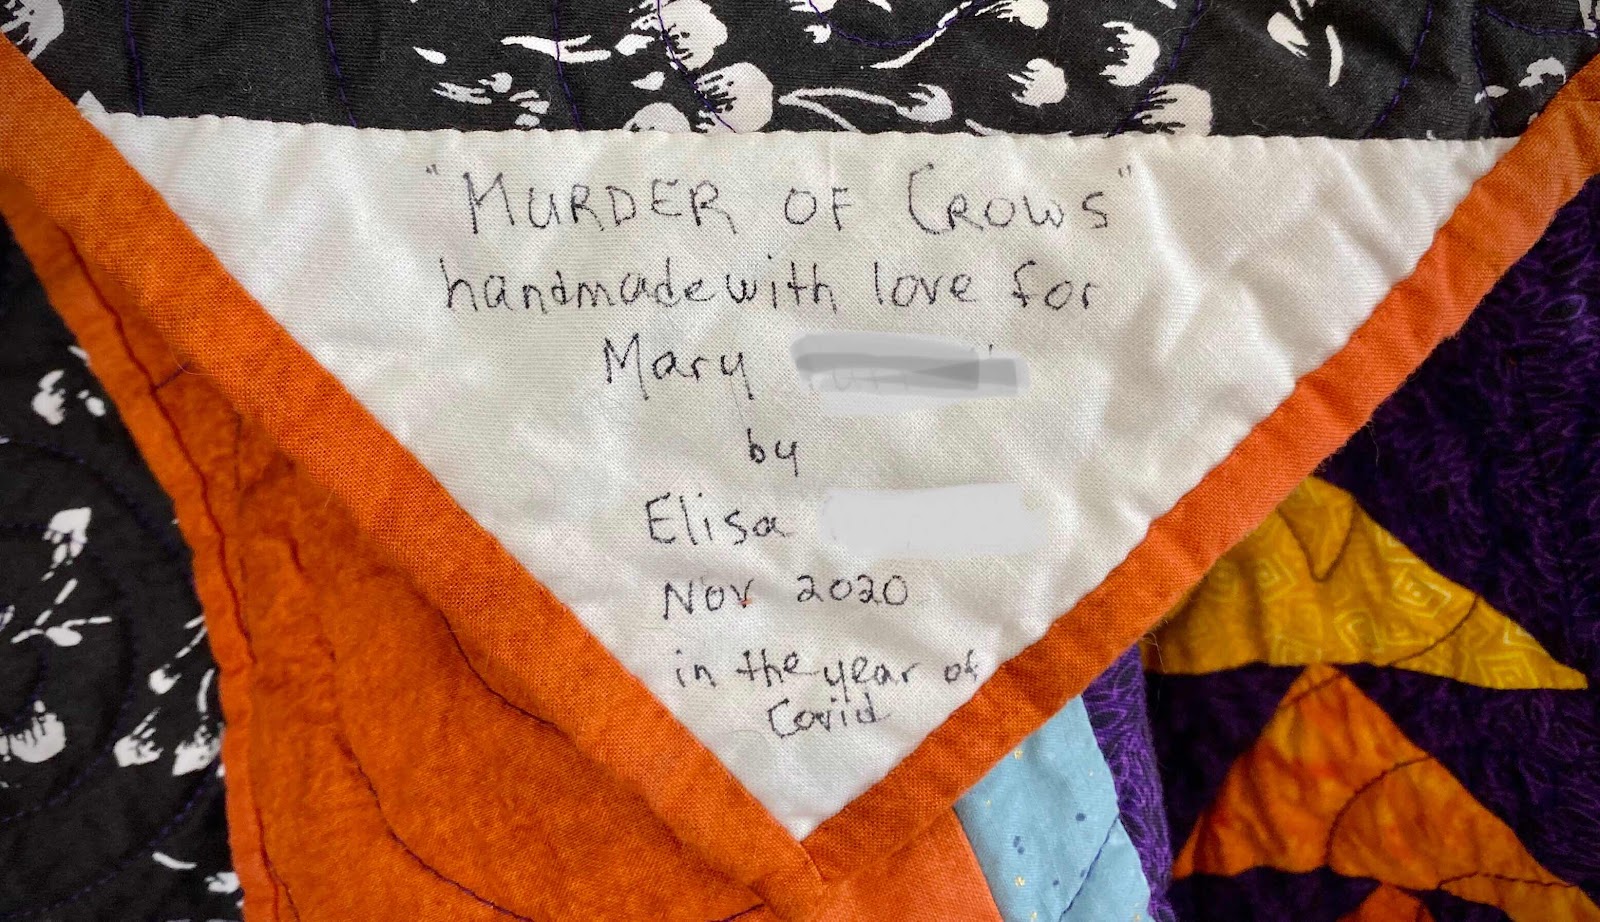 "MURDER OF CROWS"
handmade with love for
Mary
by
Elisa
Nov 2020
in the year of
Covid